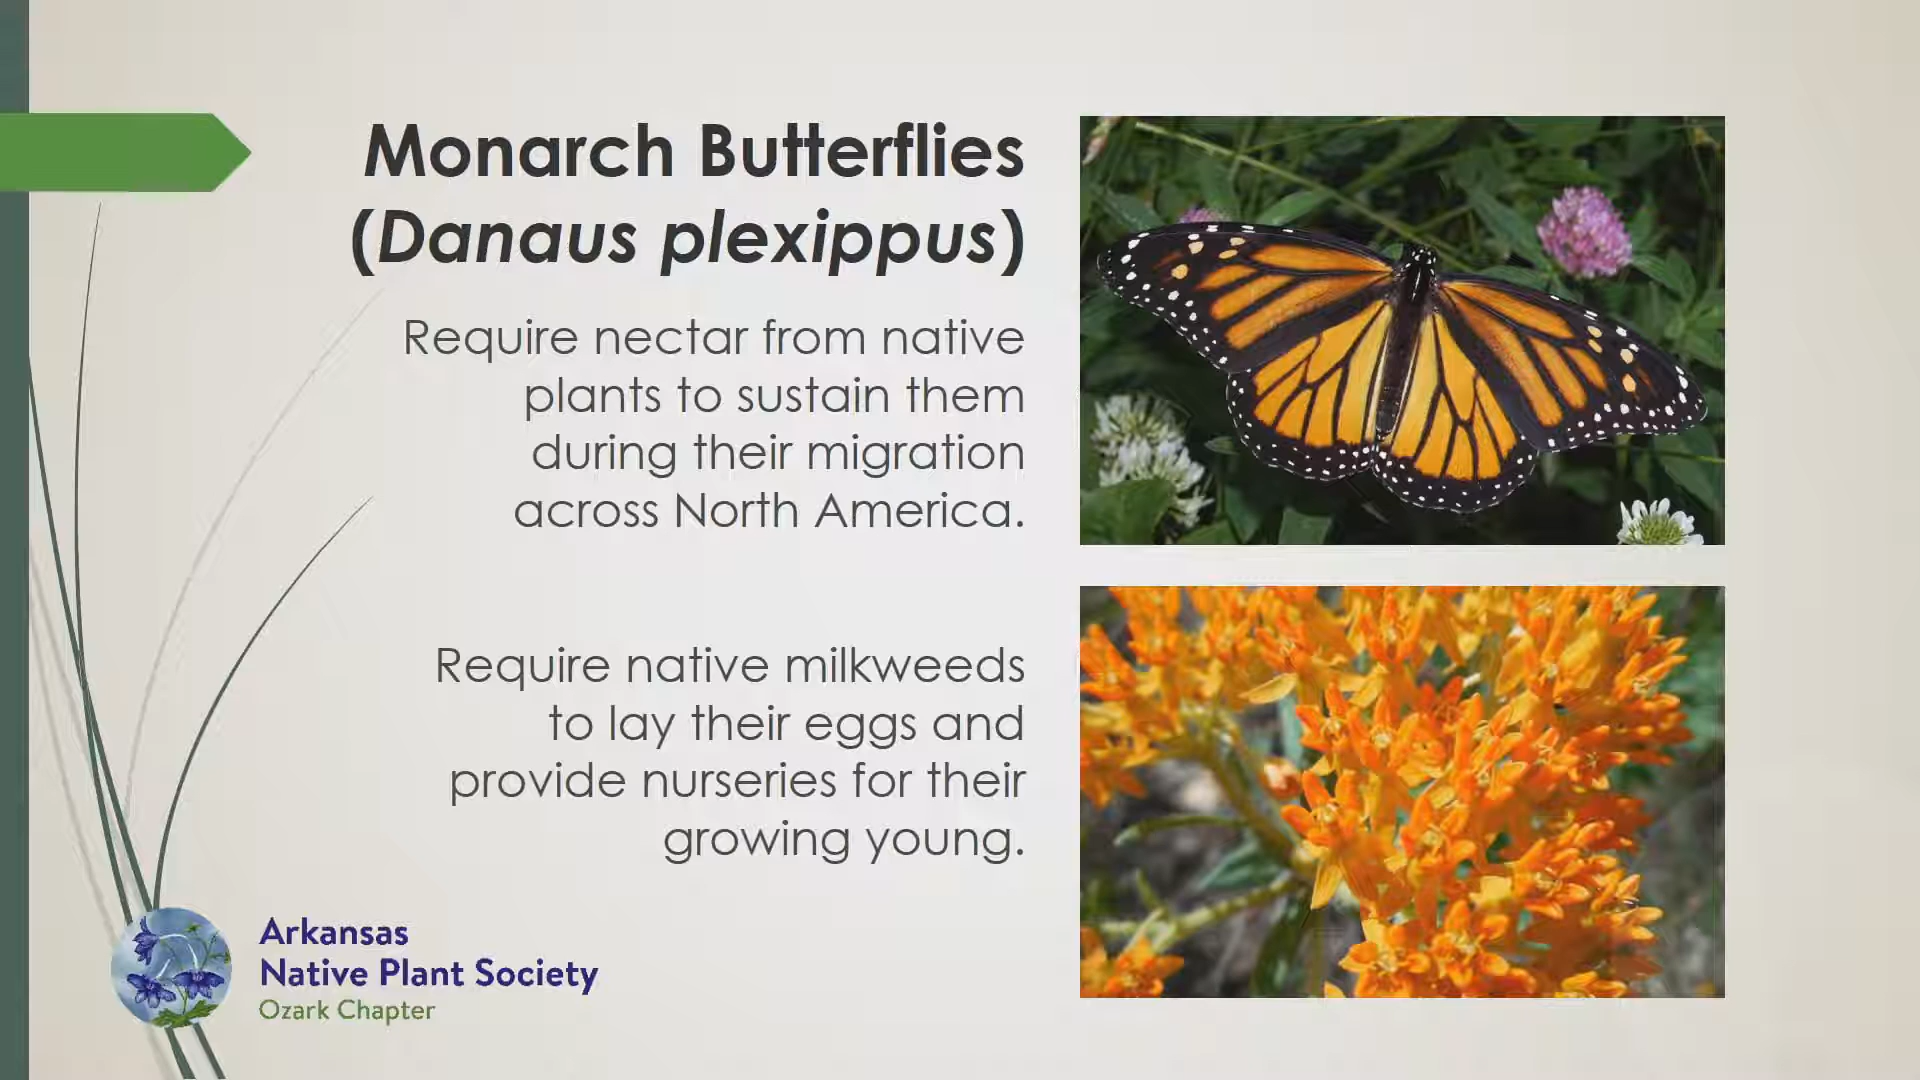 Monarch Butterflies
(Danaus plexippus)
Require nectar from native
plants to sustain them
during their migration
across North America.
Require native milkweeds
to lay their eggs and
provide nurseries for their
growing young.
Arkansas
Native Plant Society
Ozark Chapter